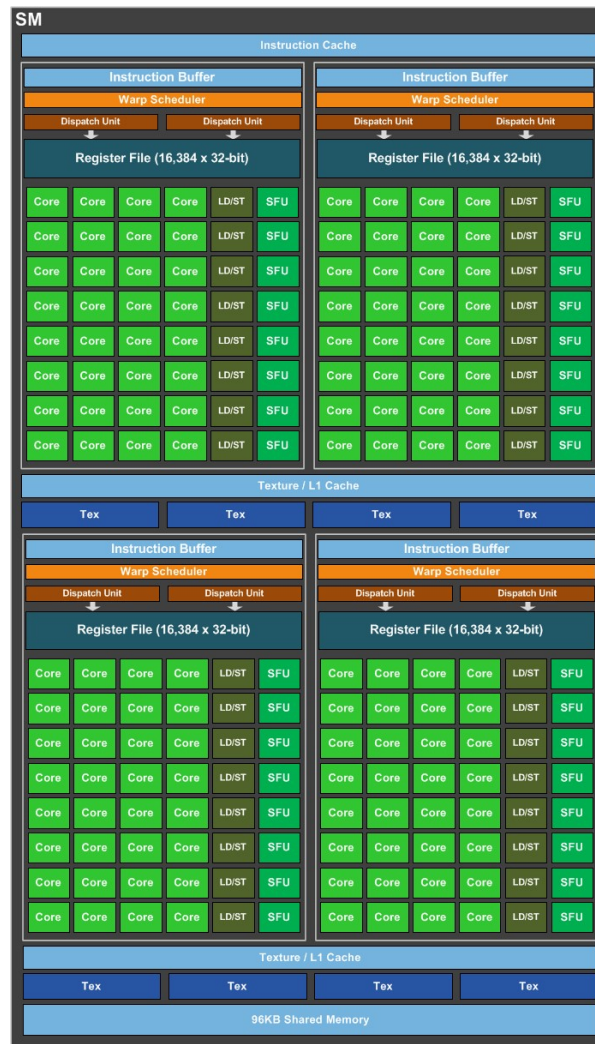 SM
Instruction Cache
Instruction Buffer Instruction Buffer
Warp Scheduler Warp Scheduler
Dispatch Unit Dispatch Unit Dispatch Unit Dispatch Unit
Register File (16,384 x 32-bit) Register File (16,384 x 32-bit)
Core Core Core Core LD/ST SFU Core Core Core Core LD/ST SFU
Core Core Core Core LD/ST SFU Core Core Core Core LD/ST SFU
Core Core Core Core LD/ST SFU Core Core Core Core LD/ST SFU
Core Core Core Core LD/ST SFU Core Core Core Core LD/ST SFU
Core Core Core Core LD/ST SFU Core Core Core Core LD/ST SFU
Core Core Core Core LD/ST SFU Core Core Core Core LD/ST SFU
Core Core Core Core LD/ST SFU Core Core Core Core LD/ST SFU
Core Core Core Core LD/ST SFU Core Core Core Core LD/ST SFU
Texture / L1 Cache
Tex Tex Tex Tex
Instruction Buffer Instruction Buffer
Warp Scheduler Warp Scheduler
Dispatch Unit Dispatch Unit Dispatch Unit Dispatch Unit
Register File (16,384 x 32-bit) Register File (16,384 x 32-bit)
Core Core Core Core LD/ST SFU Core Core Core Core LD/ST SFU
Core Core Core Core LD/ST SFU Core Core Core Core LD/ST SFU
Core Core Core Core LD/ST SFU Core Core Core Core LD/ST SFU
Core Core Core Core LD/ST SFU Core Core Core Core LD/ST SFU
Core Core Core Core LD/ST SFU Core Core Core Core LD/ST SFU
Core Core Core Core LD/ST SFU Core Core Core Core LD/ST SFU
Core Core Core Core LD/ST SFU Core Core Core Core LD/ST SFU
Core Core Core Core LD/ST SFU Core Core Core Core LD/ST SFU
Texture / L1 Cache
Tex Tex Tex Tex
96KB Shared Memory